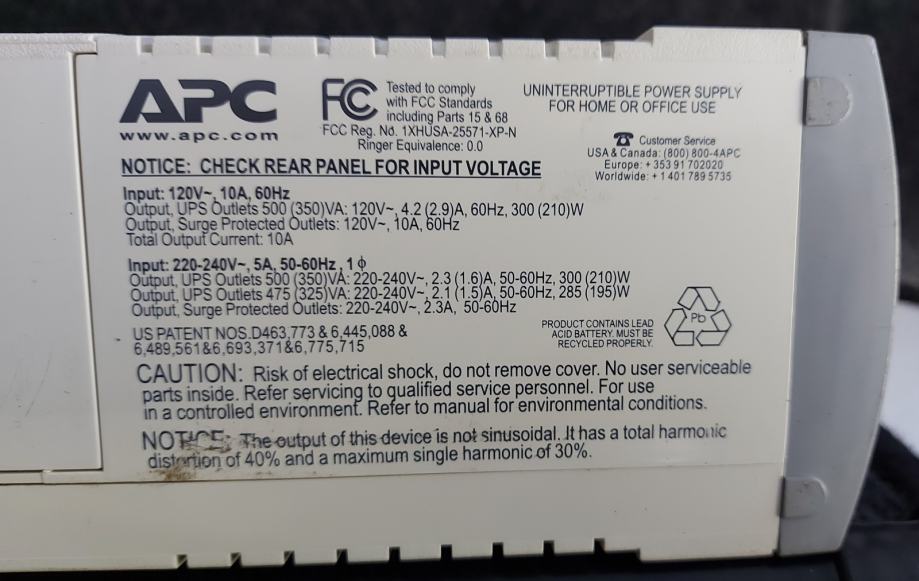 APC
www.apc.com
FC
Tested to comply
with FCC Standards
including Parts 15 & 68
FCC Reg. No. 1XHUSA-25571-XP-N
Ringer Equivalence: 0.0
UNINTERRUPTIBLE POWER SUPPLY
FOR HOME OR OFFICE USE
Customer Service
USA & Canada: (800) 800-4APC
Europe: + 353 91 702020
Worldwide: + 1 401 789 5735
NOTICE: CHECK REAR PANEL FOR INPUT VOLTAGE
Input: 120V~, 10A, 60Hz
Output, UPS Outlets 500 (350)VA: 120V~, 4.2 (2.9)A, 60Hz, 300 (210)W
Output, Surge Protected Outlets: 120V~, 10A, 60Hz
Total Output Current: 10A
Input: 220-240V~, 5A, 50-60Hz, 1 ϕ
Output, UPS Outlets 500 (350)VA: 220-240V~, 2.3 (1.6)A, 50-60Hz, 300 (210)W
Output, UPS Outlets 475 (325)VA: 220-240V~, 2.1 (1.5)A, 50-60Hz, 285 (195)W
Output, Surge Protected Outlets: 220-240V~, 2.3A, 50-60Hz
US PATENT NOS.D463,773 & 6,445,088 &
6,489,561&6,693,371&6,775,715
PRODUCT CONTAINS LEAD
ACID BATTERY. MUST BE
RECYCLED PROPERLY.
Pb
CAUTION: Risk of electrical shock, do not remove cover. No user serviceable
parts inside. Refer servicing to qualified service personnel. For use
in a controlled environment. Refer to manual for environmental conditions.
NOTICE: The output of this device is not sinusoidal. It has a total harmonic
distortion of 40% and a maximum single harmonic of 30%.